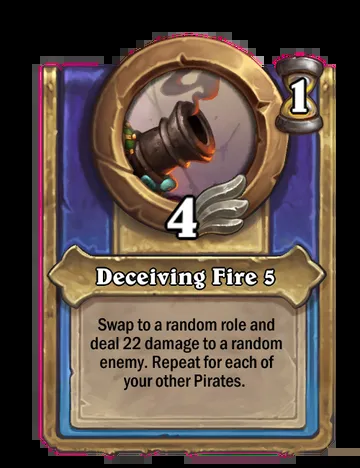 1
4
Deceiving Fire 5
Swap to a random role and
deal 22 damage to a random
enemy. Repeat for each of
your other Pirates.